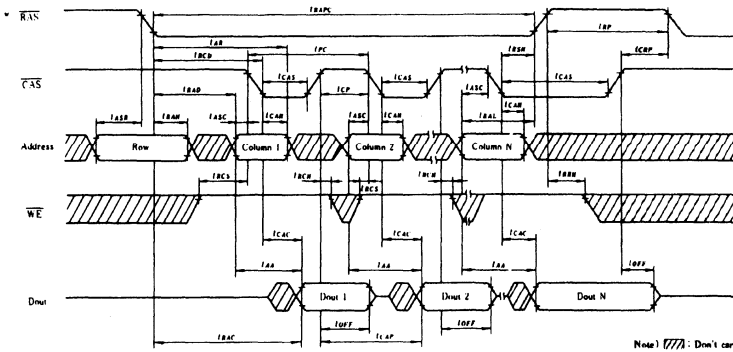 * RAS
tRAPC
tRP
tAR
tRCD
tPC
tRSH
tCRP
CAS
tRAD
tCAS
tCP
tCAS
tASC
tCAS
tASR
tRAH
tASC
tCAH
tASC
tCAH
tRAL
tCAH
Address
Row
Column 1
Column 2
Column N
tRCS
tRCH
tRCS
tRCH
tRRH
WE
tCAC
tCAC
tCAC
tAA
tAA
tAA
tOFF
Dout
Dout 1
Dout 2
Dout N
tRAC
tOFF
tCAP
tOFF
Note) : Don't car